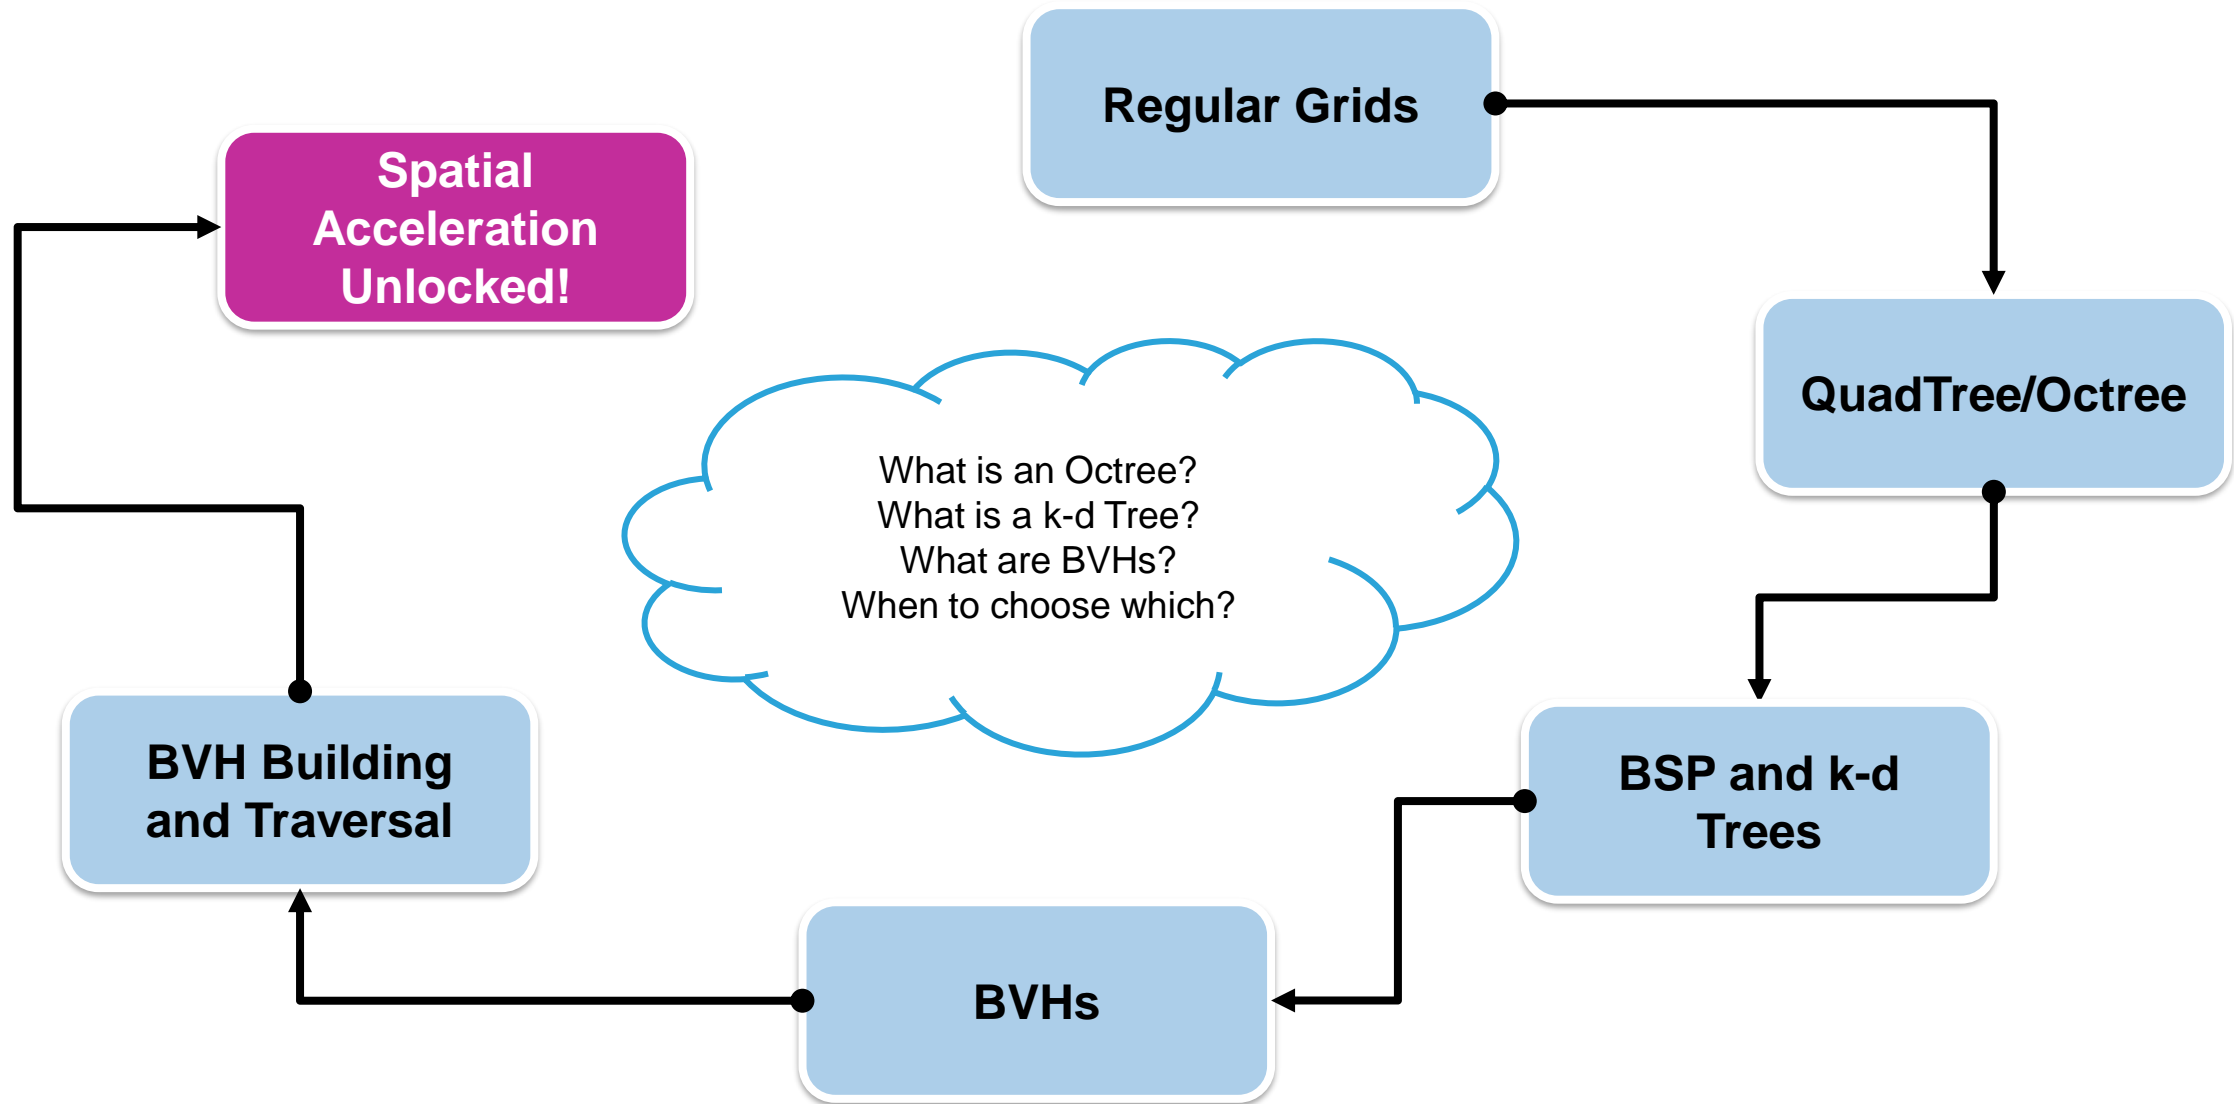 Regular Grids
Spatial
Acceleration
Unlocked!
QuadTree/Octree
What is an Octree?
What is a k-d Tree?
What are BVHs?
When to choose which?
BVH Building
and Traversal
BSP and k-d
Trees
BVHs